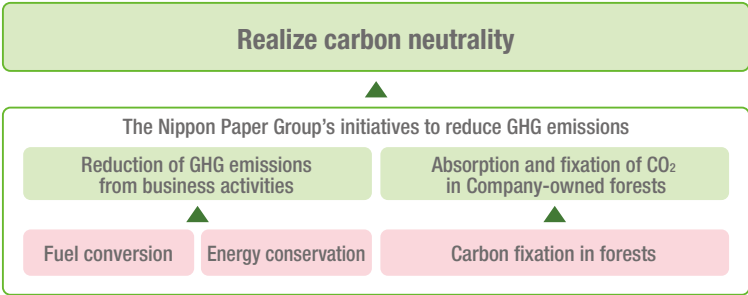 Realize carbon neutrality
The Nippon Paper Group’s initiatives to reduce GHG emissions
Reduction of GHG emissions
from business activities
Absorption and fixation of CO₂
in Company-owned forests
Fuel conversion
Energy conservation
Carbon fixation in forests